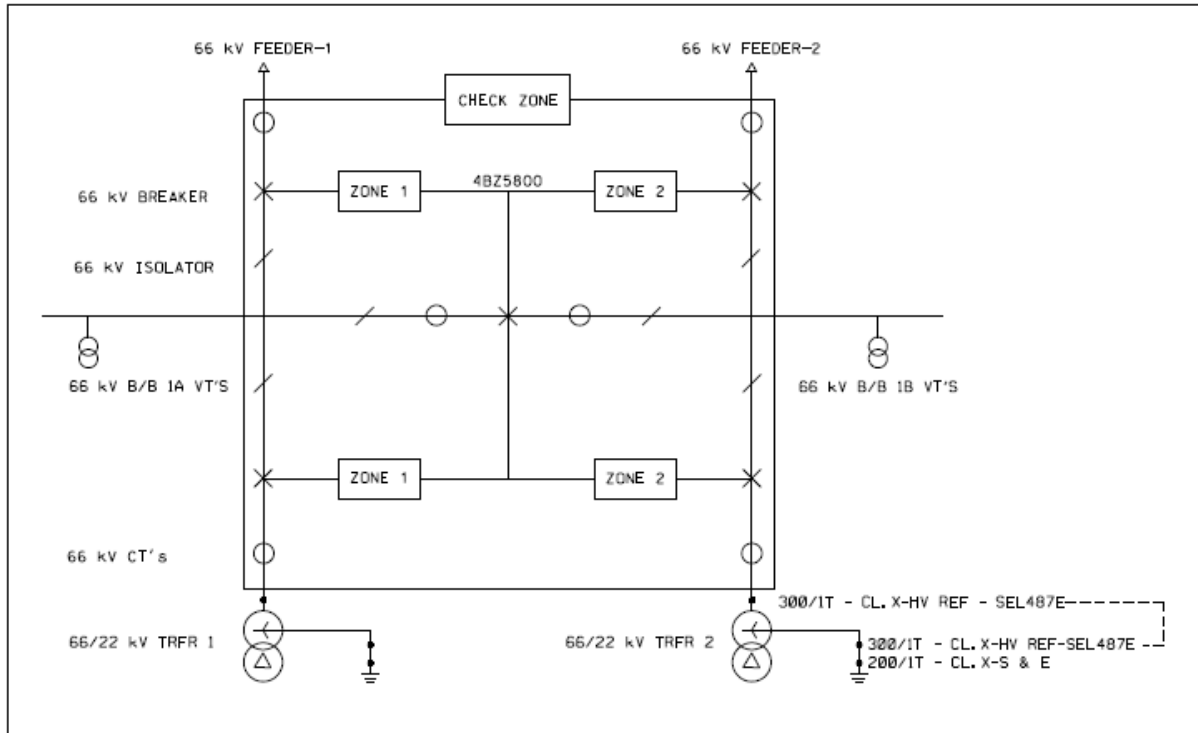 66 kV FEEDER-1
66 kV FEEDER-2
CHECK ZONE
ZONE 1
4BZ5800
ZONE 2
66 kV BREAKER
66 kV ISOLATOR
66 kV B/B 1A VT'S
66 kV B/B 1B VT'S
ZONE 1
ZONE 2
66 kV CT's
300/1T - CL.X-HV REF - SEL487E
66/22 kV TRFR 1
66/22 kV TRFR 2
300/1T - CL.X-HV REF-SEL487E
200/1T - CL.X-S & E